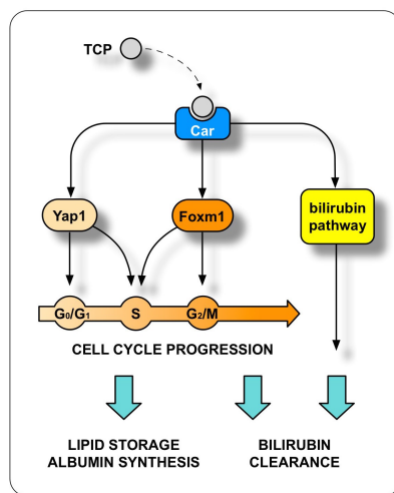 TCP
Car
Yap1
Foxm1
bilirubin
pathway
G0/G1
S
G2/M
CELL CYCLE PROGRESSION
LIPID STORAGE
ALBUMIN SYNTHESIS
BILIRUBIN
CLEARANCE